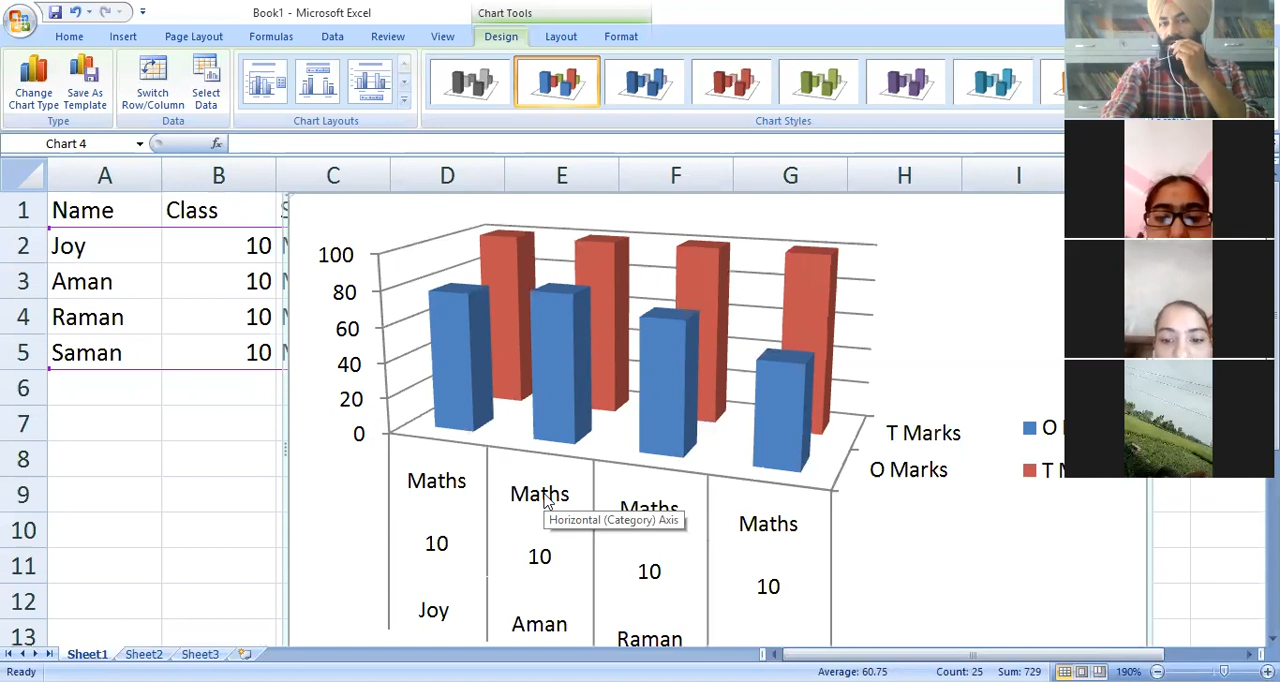 Book1 - Microsoft Excel
Chart Tools
Home Insert Page Layout Formulas Data Review View Design Layout Format
Change Chart Type
Save As Template
Switch Row/Column
Select Data
Type Data Chart Layouts Chart Styles
Chart 4
fx
A B C D E F G H I
1 Name Class
2 Joy 10
3 Aman 10
4 Raman 10
5 Saman 10
6
7
8
9
10
11
12
13
100
80
60
40
20
0
T Marks
O Marks
O
T
Maths Maths Maths Maths
Horizontal (Category) Axis
10 10 10 10
Joy Aman Raman
Sheet1 Sheet2 Sheet3
Ready Average: 60.75 Count: 25 Sum: 729 190%